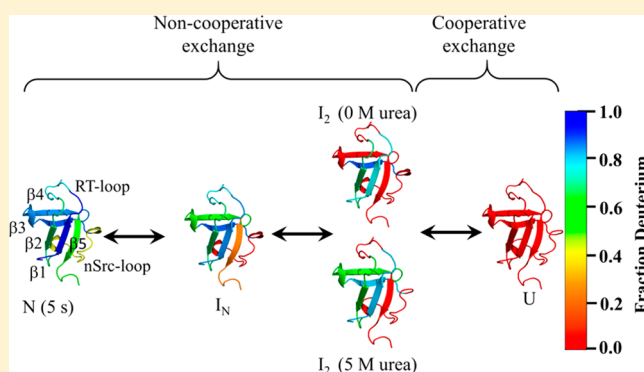 Non-cooperative
exchange
Cooperative
exchange
I2 (0 M urea)
1.0
0.8
0.6
0.4
0.2
0.0
Fraction Deuterium
RT-loop
β4
β3
β2
β5
β1
nSrc-loop
N (5 s)
IN
U
I2 (5 M urea)